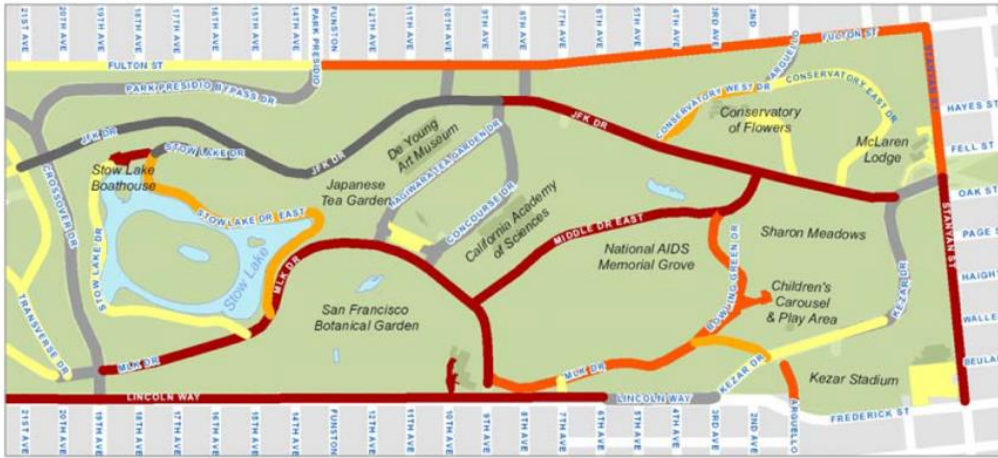 21ST AVE
20TH AVE
19TH AVE
18TH AVE
17TH AVE
16TH AVE
15TH AVE
14TH AVE
PARK PRESIDIO
FUNSTON
12TH AVE
11TH AVE
10TH AVE
9TH AVE
8TH AVE
7TH AVE
6TH AVE
5TH AVE
4TH AVE
3RD AVE
2ND
ARGUELLO
FULTON ST
FULTON ST
STANYAN ST
PARK PRESIDIO BYPASS DR
CONSERVATORY WEST DR
CONSERVATORY EAST DR
HAYES ST
JFK DR
JFK DR
JFK DR
De Young
Art Museum
Conservatory
of Flowers
McLaren
Lodge
FELL ST
STOW LAKE DR
Stow Lake
Boathouse
CROSSOVER DR
HAGIWARA TEA GARDEN DR
Japanese
Tea Garden
CONCOURSE DR
California Academy
of Sciences
OAK ST
STOW LAKE DR EAST
STOW LAKE DR
Stow Lake
MLK DR
MIDDLE DR EAST
National AIDS
Memorial Grove
Sharon Meadows
STANYAN ST
PAGE S
HAIGH
TRANSVERSE DR
San Francisco
Botanical Garden
BOWLING GREEN DR
Children's
Carousel
& Play Area
KEZAR DR
WALLE
MLK DR
MLK DR
KEZAR DR
Kezar Stadium
BEULA
LINCOLN WAY
LINCOLN WAY
ARGUELLO
FREDERICK ST
21ST AVE
20TH AVE
19TH AVE
18TH AVE
17TH AVE
16TH AVE
15TH AVE
14TH AVE
FUNSTON
12TH AVE
11TH AVE
10TH AVE
9TH AVE
8TH AVE
7TH AVE
6TH AVE
5TH AVE
4TH AVE
3RD AVE
2ND AVE